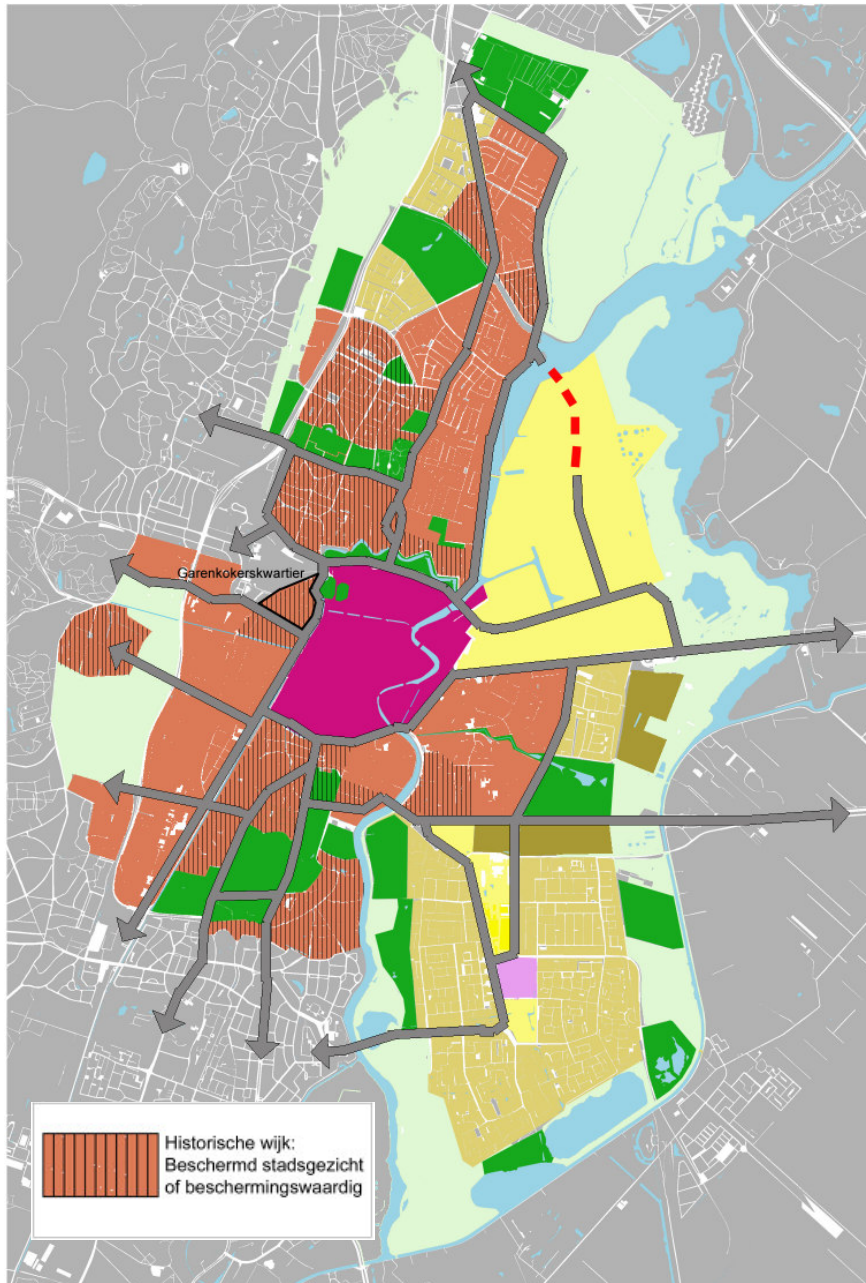 Garenkokerskwartier
Historische wijk:
Beschermd stadsgezicht
of beschermingswaardig